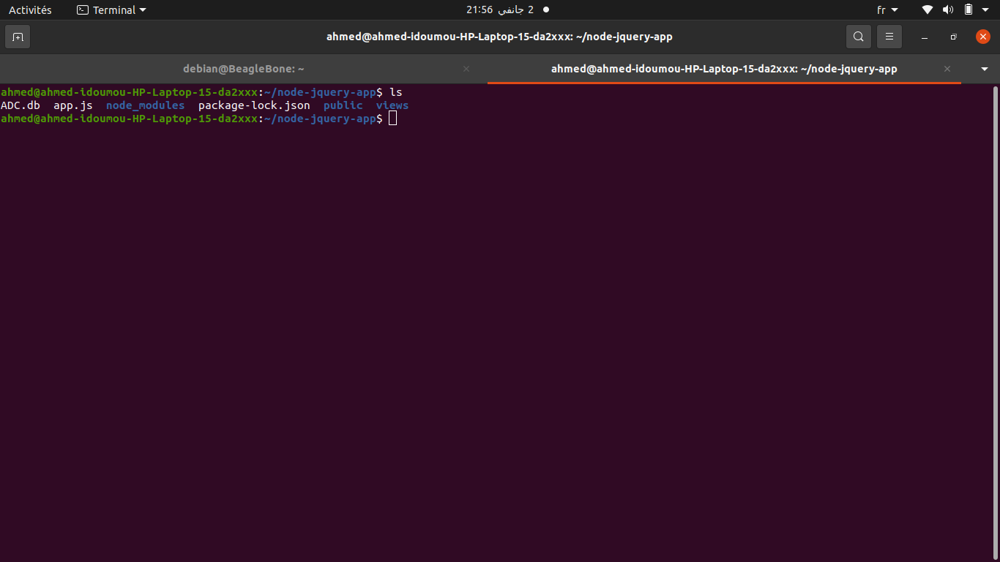 Activités Terminal 21:56 جانفي 2 fr
ahmed@ahmed-idoumou-HP-Laptop-15-da2xxx: ~/node-jquery-app
debian@BeagleBone: ~ ahmed@ahmed-idoumou-HP-Laptop-15-da2xxx: ~/node-jquery-app
ahmed@ahmed-idoumou-HP-Laptop-15-da2xxx:~/node-jquery-app$ ls
ADC.db app.js node_modules package-lock.json public views
ahmed@ahmed-idoumou-HP-Laptop-15-da2xxx:~/node-jquery-app$